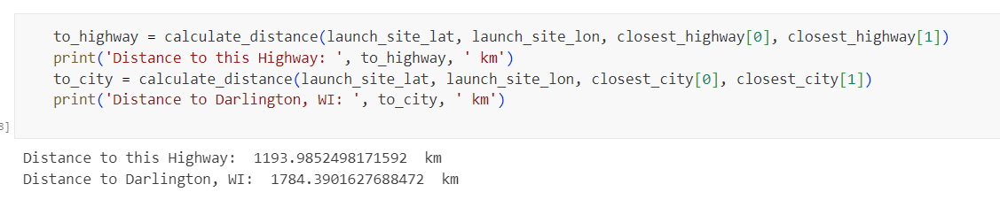 to_highway = calculate_distance(launch_site_lat, launch_site_lon, closest_highway[0], closest_highway[1])
print('Distance to this Highway: ', to_highway, ' km')
to_city = calculate_distance(launch_site_lat, launch_site_lon, closest_city[0], closest_city[1])
print('Distance to Darlington, WI: ', to_city, ' km')
]
Distance to this Highway:  1193.9852498171592  km
Distance to Darlington, WI:  1784.3901627688472  km